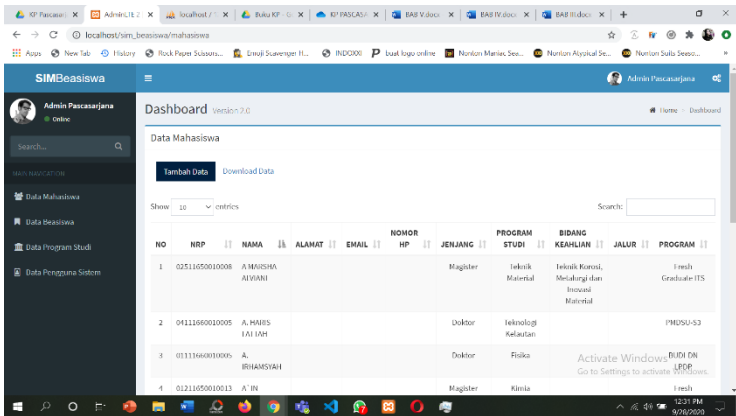 KP Pascasarj
AdminLTE 2
localhost /
Buku KP - G
KP PASCASA
BAB V.docx
BAB IV.docx
BAB III.docx
localhost/sim_beasiswa/mahasiswa
Apps New Tab History Rock Paper Scissors... Emoji Scavenger H... INDOXXI buat logo online Nonton Maniac Sea... Nonton Atypical Se... Nonton Suits Seaso... »
SIMBeasiswa
Admin Pascasarjana
Admin Pascasarjana
Online
Dashboard Version 2.0
Home > Dashboard
Search...
MAIN NAVIGATION
Data Mahasiswa
Data Beasiswa
Data Program Studi
Data Pengguna Sistem
Data Mahasiswa
Tambah Data Download Data
Show 10 entries
Search:
NO NRP NAMA ALAMAT EMAIL NOMOR HP JENJANG PROGRAM STUDI BIDANG KEAHLIAN JALUR PROGRAM
1 02511650010008 A MARSHA ALVIANI Magister Teknik Material Teknik Korosi, Metalurgi dan Inovasi Material Fresh Graduate ITS
2 04111660010005 A. HARIS FATTAH Doktor Teknologi Kelautan PMDSU-S3
3 01111660010005 A. IRHAMSYAH Doktor Fisika BUDI DN LPDP
4 01211650010013 A`IN Magister Kimia Fresh
Activate Windows
Go to Settings to activate Windows.
12:31 PM
9/28/2020